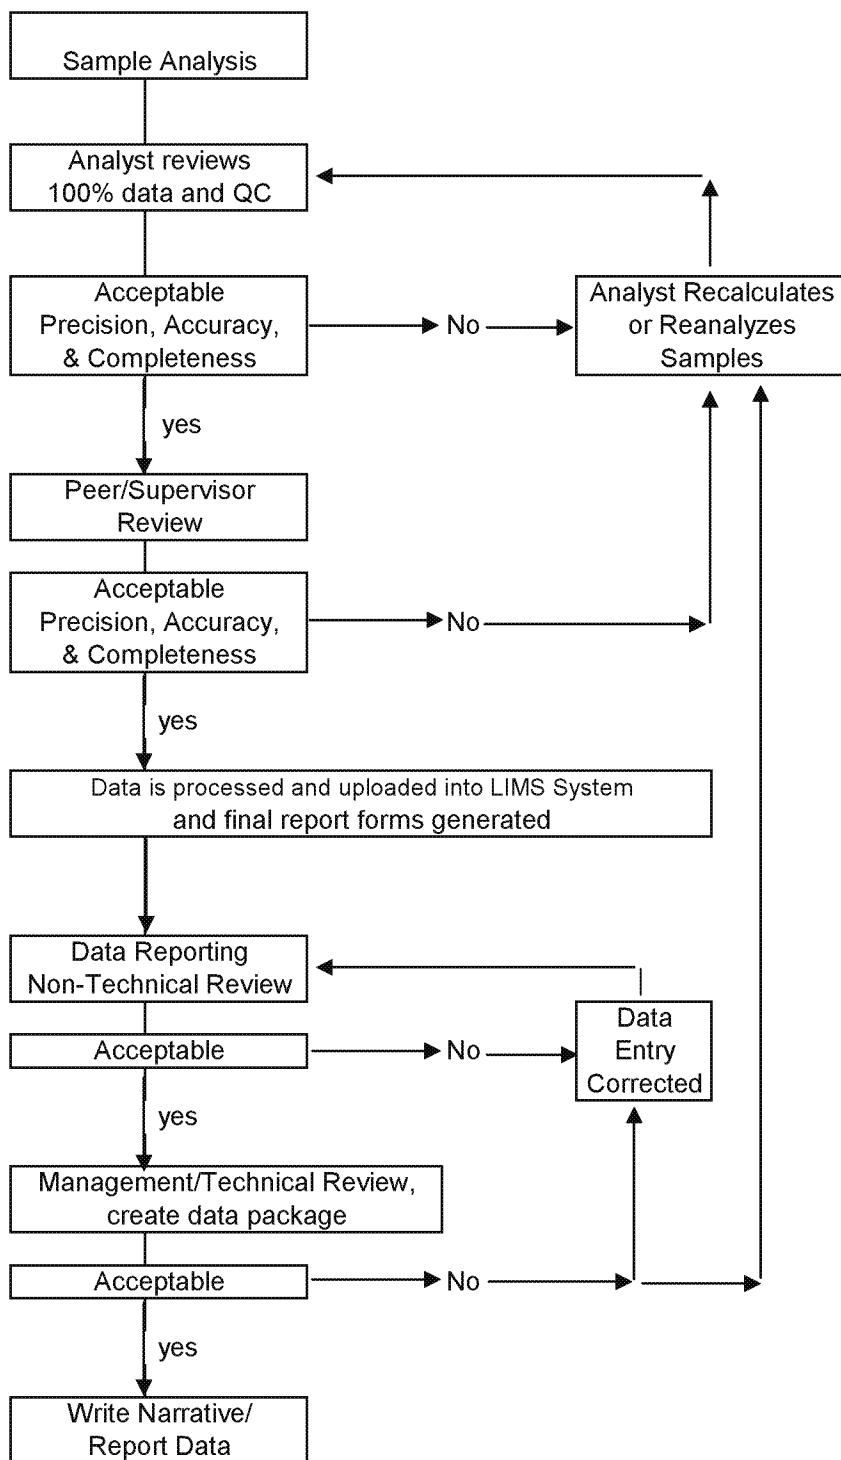 Sample Analysis
Analyst reviews
100% data and QC
Acceptable
Precision, Accuracy,
& Completeness
No
Analyst Recalculates
or Reanalyzes
Samples
yes
Peer/Supervisor
Review
Acceptable
Precision, Accuracy,
& Completeness
No
yes
Data is processed and uploaded into LIMS System
and final report forms generated
Data Reporting
Non-Technical Review
Acceptable
No
Data
Entry
Corrected
yes
Management/Technical Review,
create data package
Acceptable
No
yes
Write Narrative/
Report Data